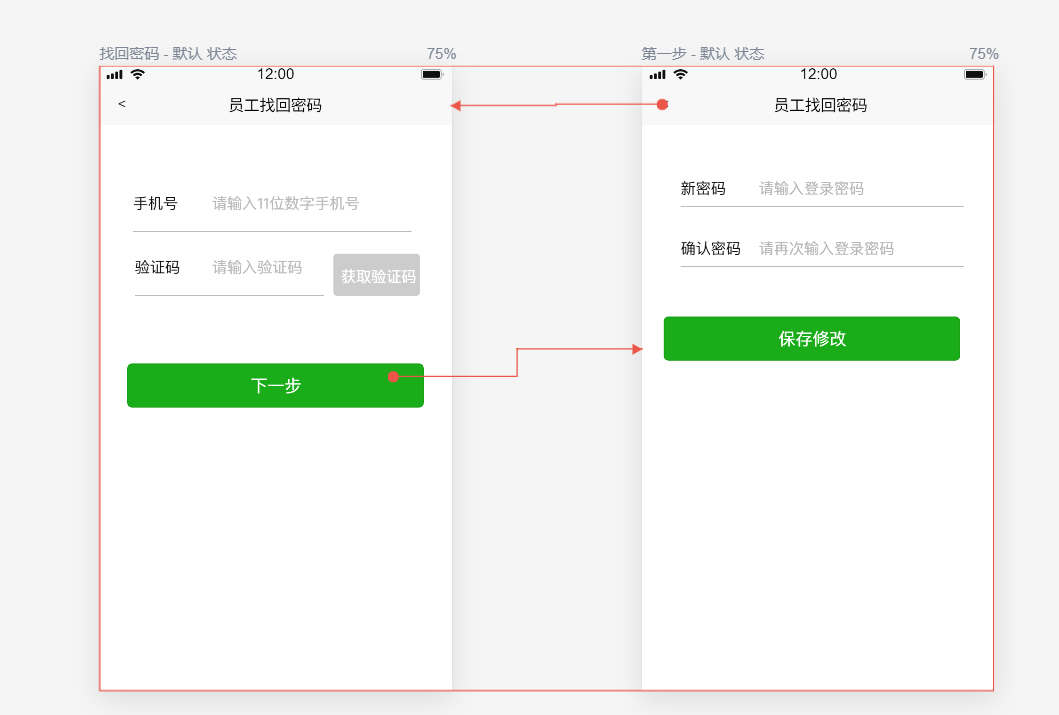 找回密码 - 默认 状态 75%
12:00
< 员工找回密码
手机号 请输入11位数字手机号
验证码 请输入验证码 获取验证码
下一步
第一步 - 默认 状态 75%
12:00
员工找回密码
新密码 请输入登录密码
确认密码 请再次输入登录密码
保存修改